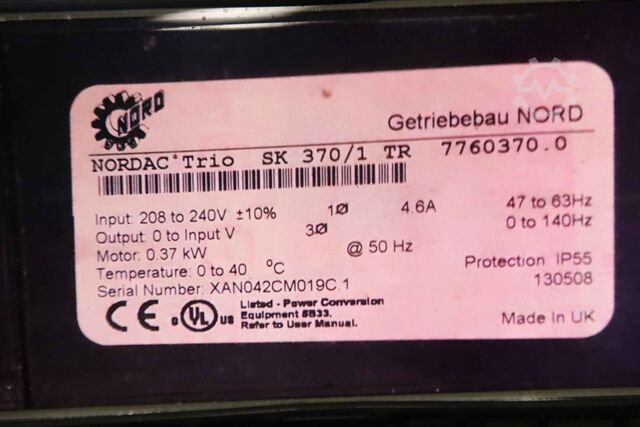 NORD
Getriebebau NORD
NORDAC® Trio SK 370/1 TR 7760370.0
Input: 208 to 240V ±10% 1Ø 4.6A 47 to 63Hz
Output: 0 to Input V 3Ø 0 to 140Hz
Motor: 0.37 kW @ 50 Hz
Temperature: 0 to 40 °C Protection IP55
Serial Number: XAN042CM019C.1 130508
CE c UL US Listed - Power Conversion
Equipment 5B33.
Refer to User Manual.
Made in UK